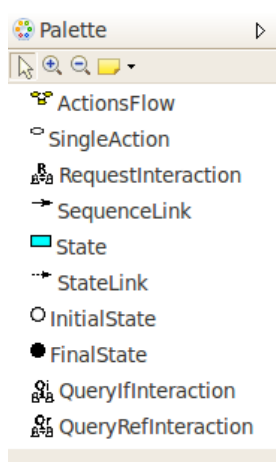 Palette
ActionsFlow
SingleAction
RequestInteraction
SequenceLink
State
StateLink
InitialState
FinalState
QueryIfInteraction
QueryRefInteraction